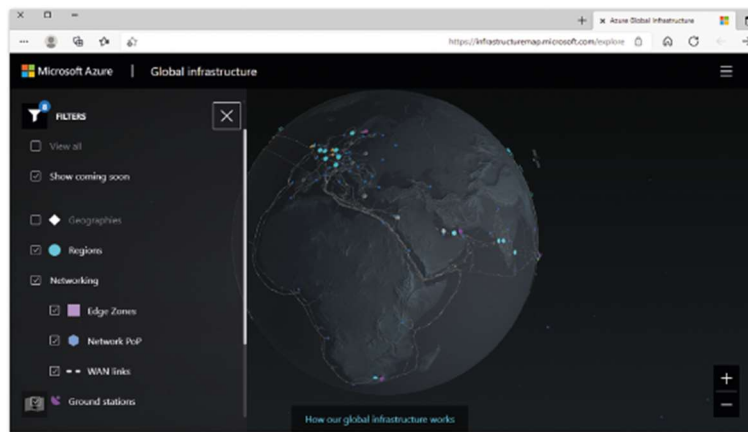 Azure Global Infrastructure
https://infrastructuremap.microsoft.com/explore
Microsoft Azure | Global infrastructure
8
FILTERS
View all
Show coming soon
Geographies
Regions
Networking
Edge Zones
Network PoP
WAN links
Ground stations
How our global infrastructure works